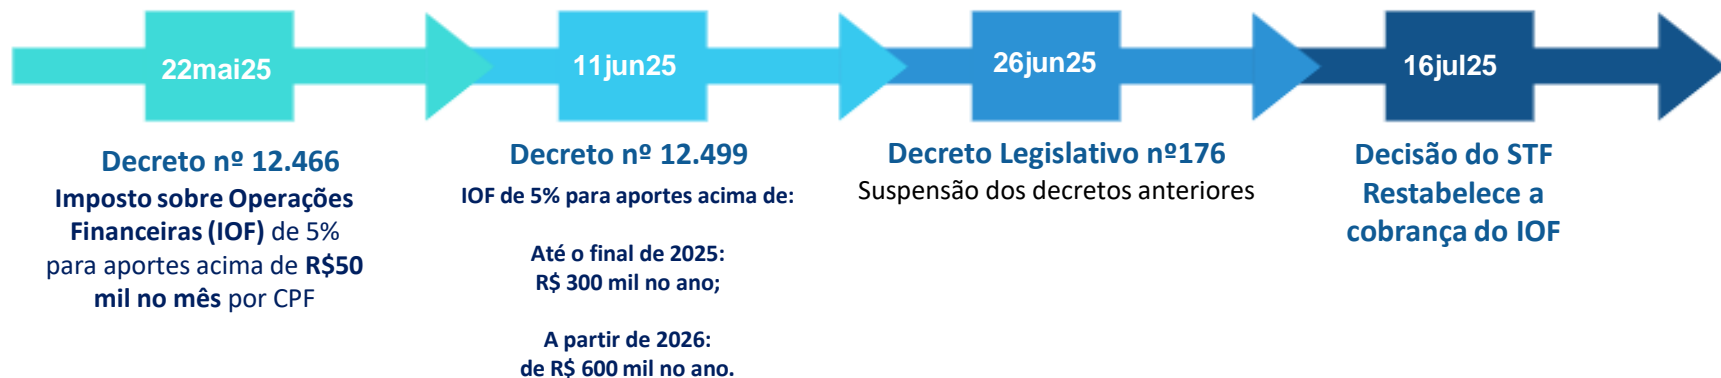 22mai25
11jun25
26jun25
16jul25
Decreto nº 12.466
Imposto sobre Operações
Financeiras (IOF) de 5%
para aportes acima de R$50
mil no mês por CPF
Decreto nº 12.499
IOF de 5% para aportes acima de:
Até o final de 2025:
R$ 300 mil no ano;
A partir de 2026:
de R$ 600 mil no ano.
Decreto Legislativo nº176
Suspensão dos decretos anteriores
Decisão do STF
Restabelece a
cobrança do IOF